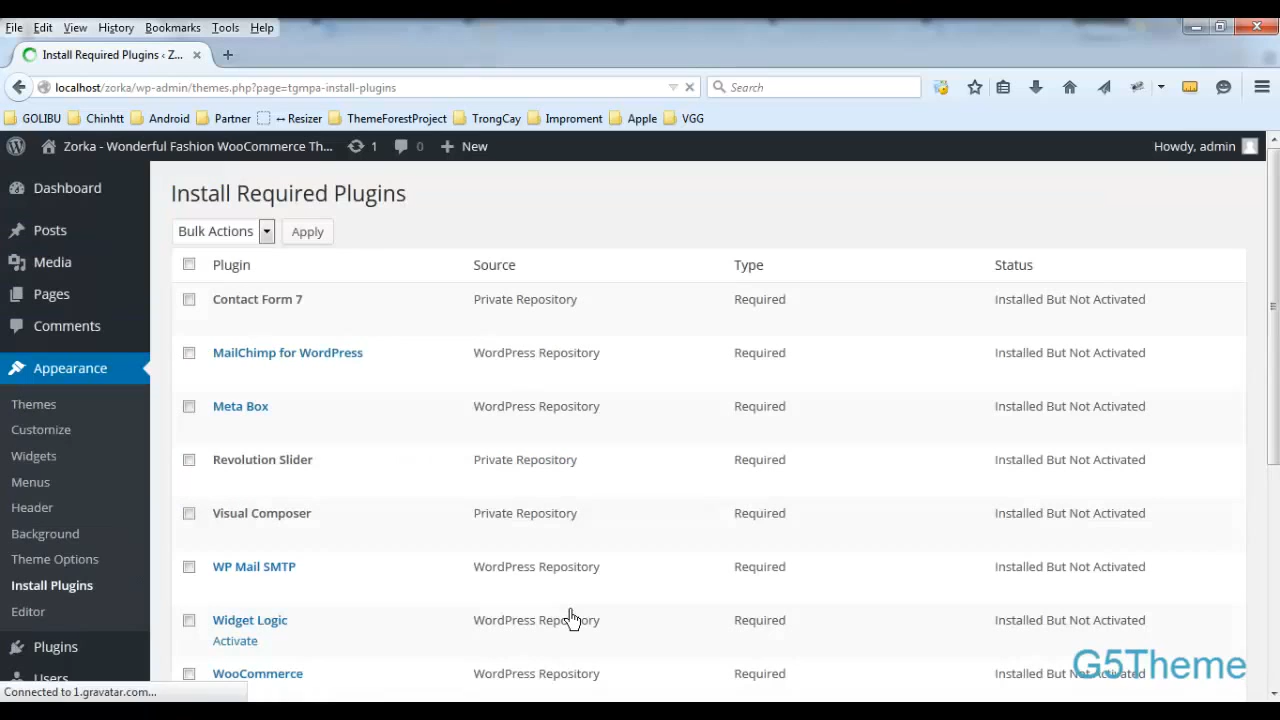 File Edit View History Bookmarks Tools Help
Install Required Plugins ‹ Z...
localhost/zorka/wp-admin/themes.php?page=tgmpa-install-plugins Search
GOLIBU Chinhtt Android Partner ↔ Resizer ThemeForestProject TrongCay Improment Apple VGG
Zorka - Wonderful Fashion WooCommerce Th... 1 0 New Howdy, admin
Dashboard
Posts
Media
Pages
Comments
Appearance
Themes
Customize
Widgets
Menus
Header
Background
Theme Options
Install Plugins
Editor
Plugins
Users
Install Required Plugins
Bulk Actions Apply
Plugin Source Type Status
Contact Form 7 Private Repository Required Installed But Not Activated
MailChimp for WordPress WordPress Repository Required Installed But Not Activated
Meta Box WordPress Repository Required Installed But Not Activated
Revolution Slider Private Repository Required Installed But Not Activated
Visual Composer Private Repository Required Installed But Not Activated
WP Mail SMTP WordPress Repository Required Installed But Not Activated
Widget Logic WordPress Repository Required Installed But Not Activated
Activate
WooCommerce WordPress Repository Required Installed But Not Activated
G5Theme
Connected to 1.gravatar.com...